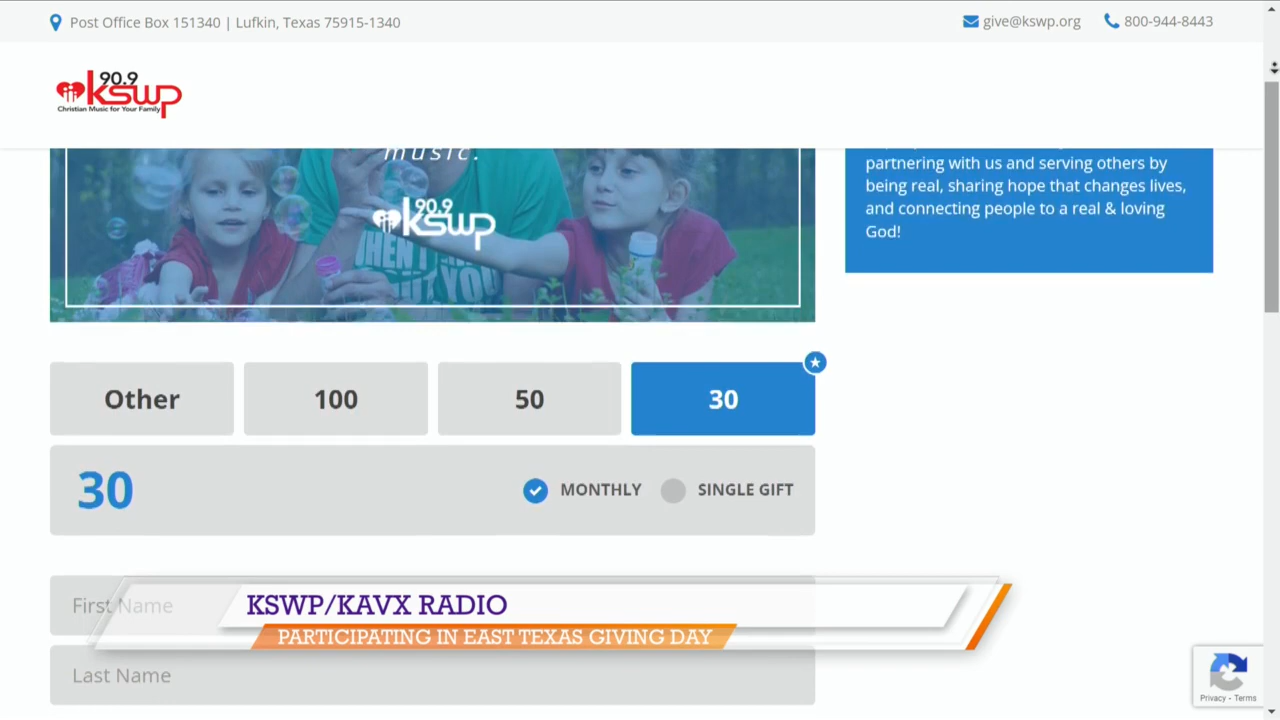 Post Office Box 151340 | Lufkin, Texas 75915-1340
give@kswp.org
800-944-8443
90.9
kswp
Christian Music for Your Family
music.
90.9
kswp
partnering with us and serving others by
being real, sharing hope that changes lives,
and connecting people to a real & loving
God!
Other
100
50
30
30
MONTHLY
SINGLE GIFT
First Name
KSWP/KAVX RADIO
PARTICIPATING IN EAST TEXAS GIVING DAY
Last Name
Privacy - Terms